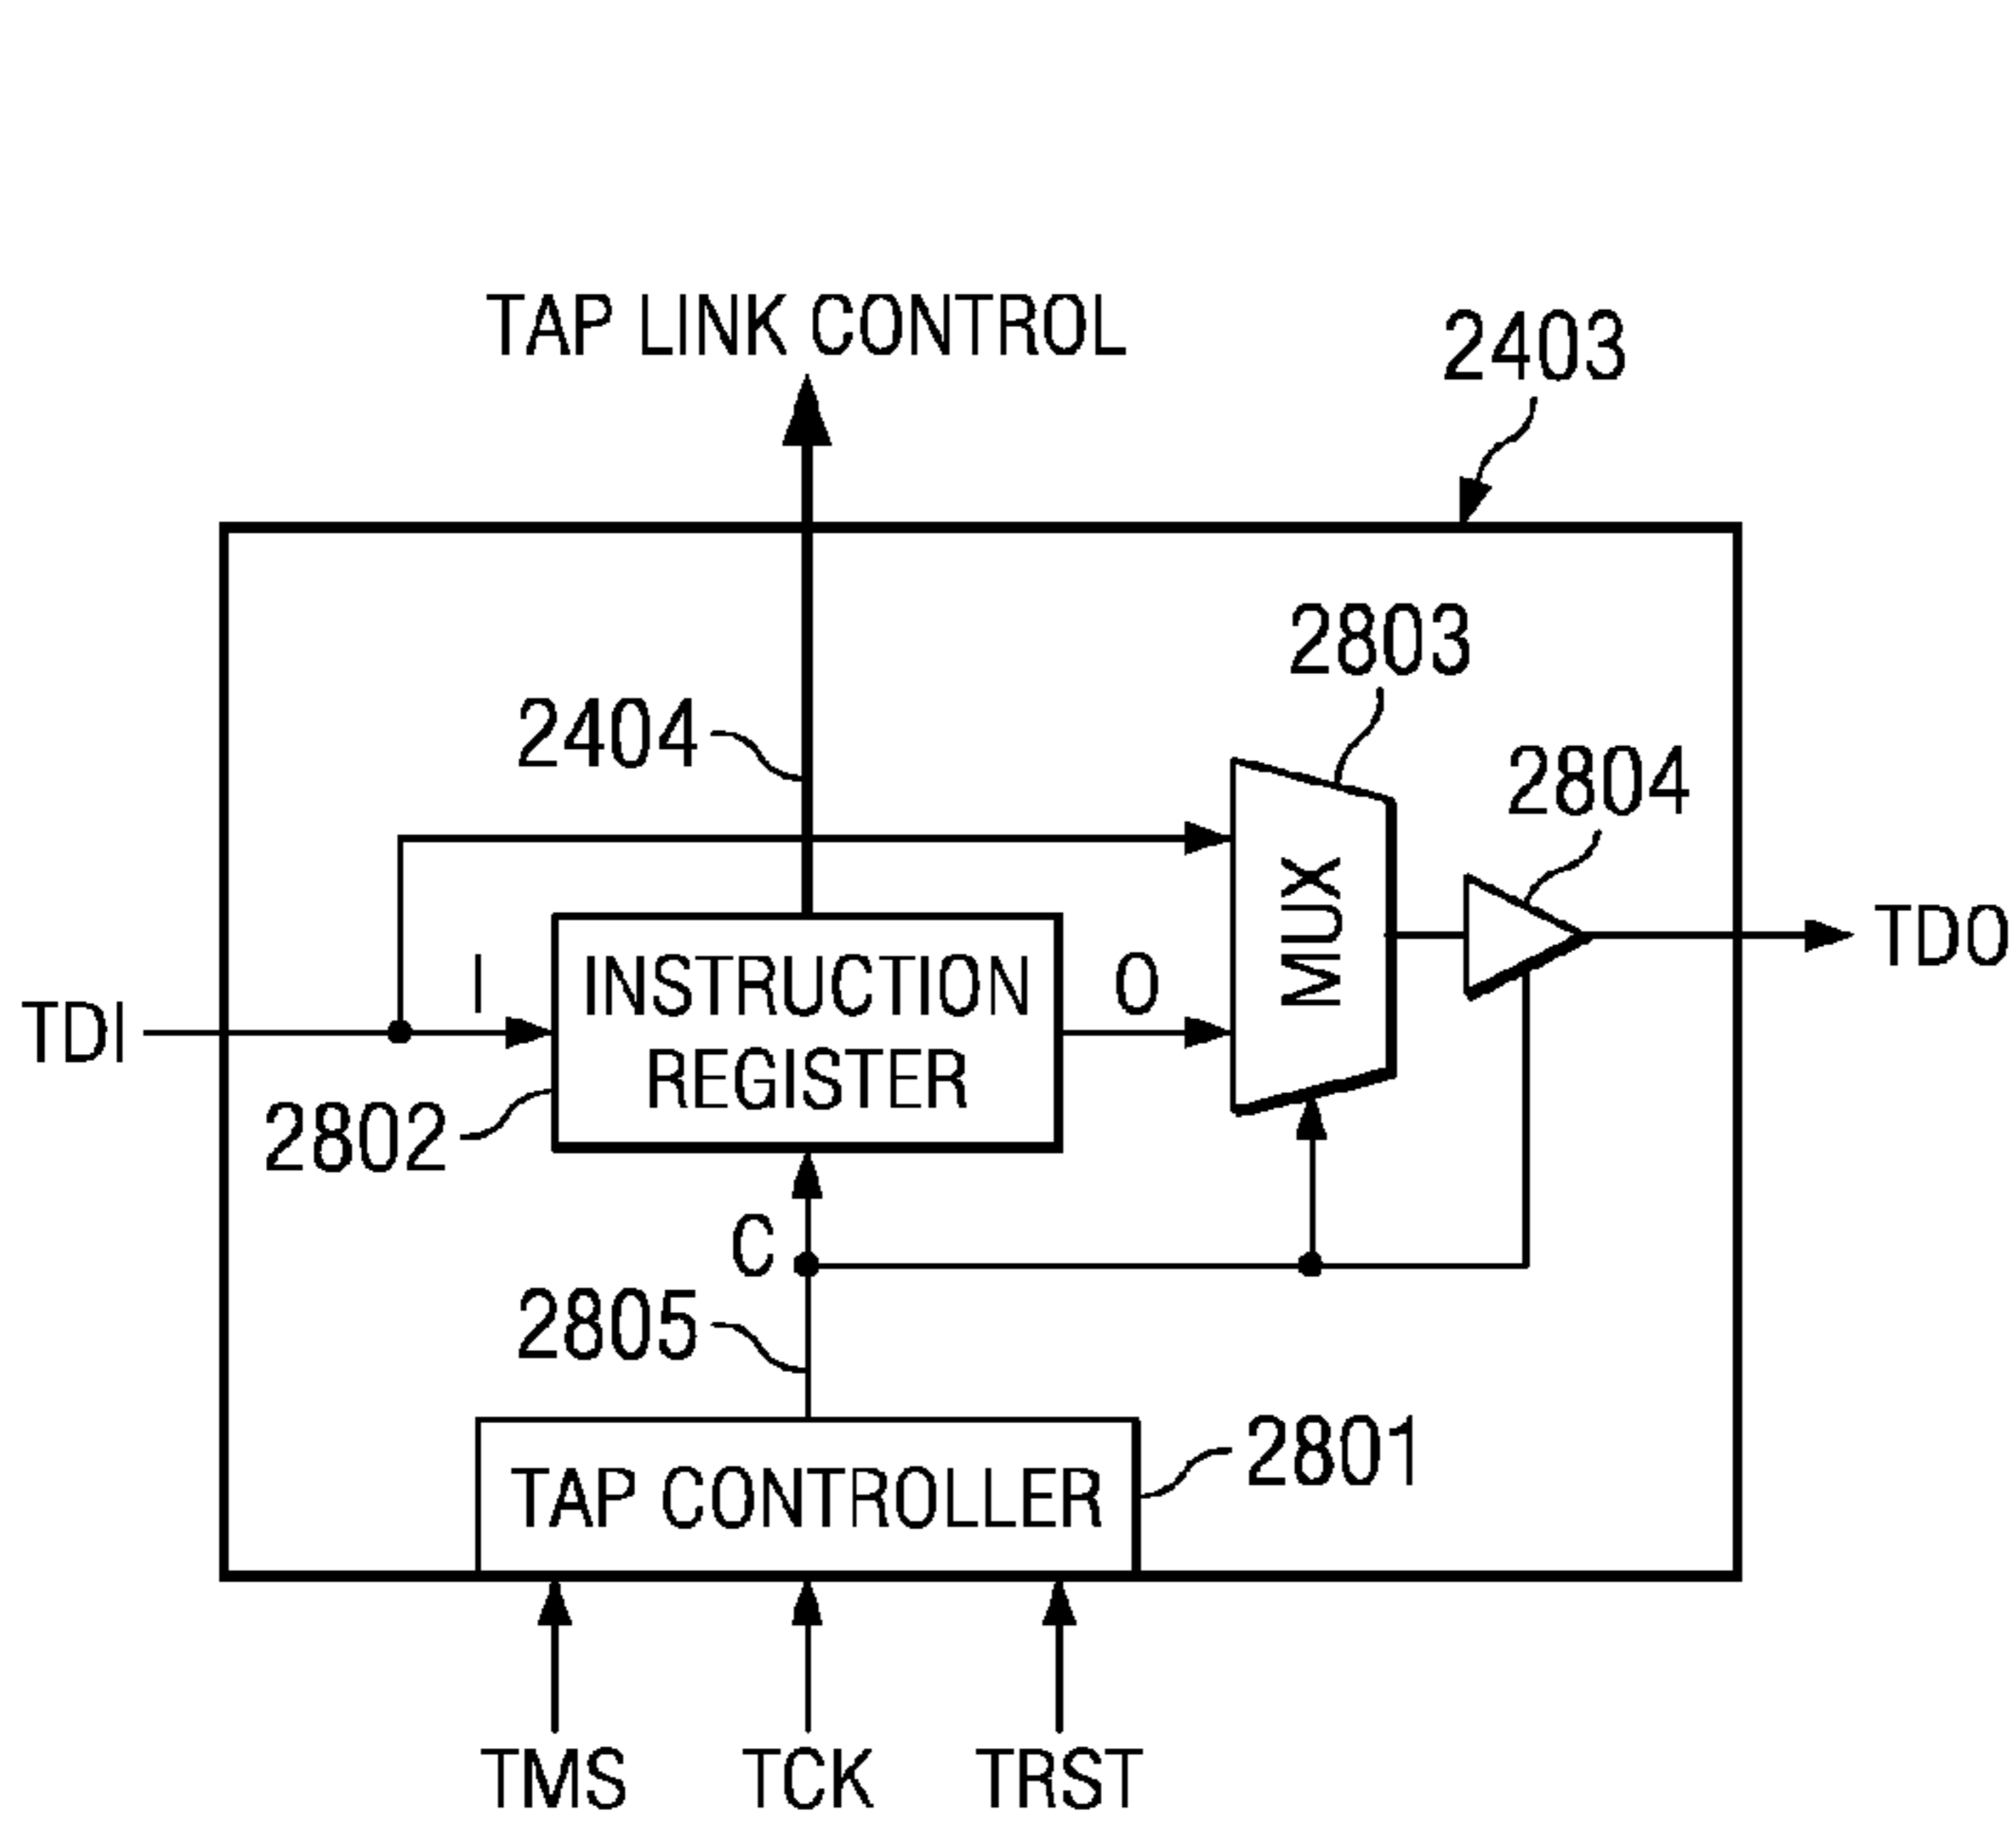 TAP LINK CONTROL
2403
2803
2404
2804
MUX
TDO
I
INSTRUCTION
REGISTER
O
TDI
2802
C
2805
TAP CONTROLLER
2801
TMS
TCK
TRST